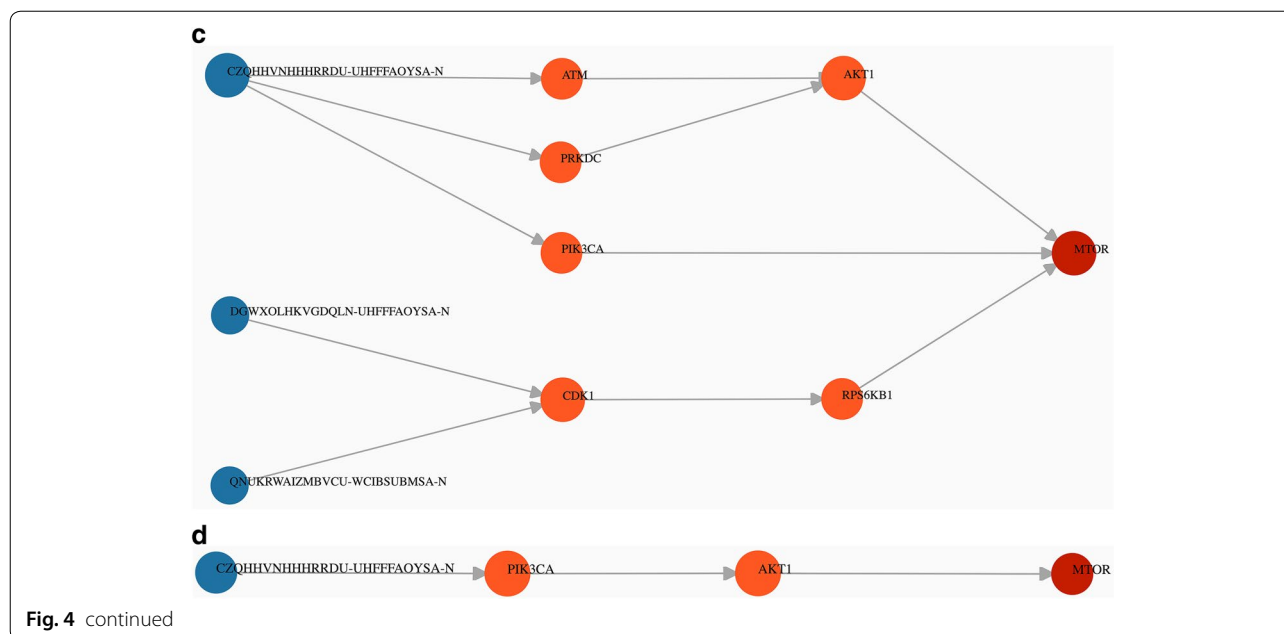 c
CZQHHVNHHHRRDU-UHFFFAOYSA-N
ATM
AKT1
PRKDC
PIK3CA
MTOR
DGWXOLHKVGDQLN-UHFFFAOYSA-N
CDK1
RPS6KB1
QNUKRWAIZMBVCU-WCIBSUBMSA-N
d
CZQHHVNHHHRRDU-UHFFFAOYSA-N
PIK3CA
AKT1
MTOR
Fig. 4 continued